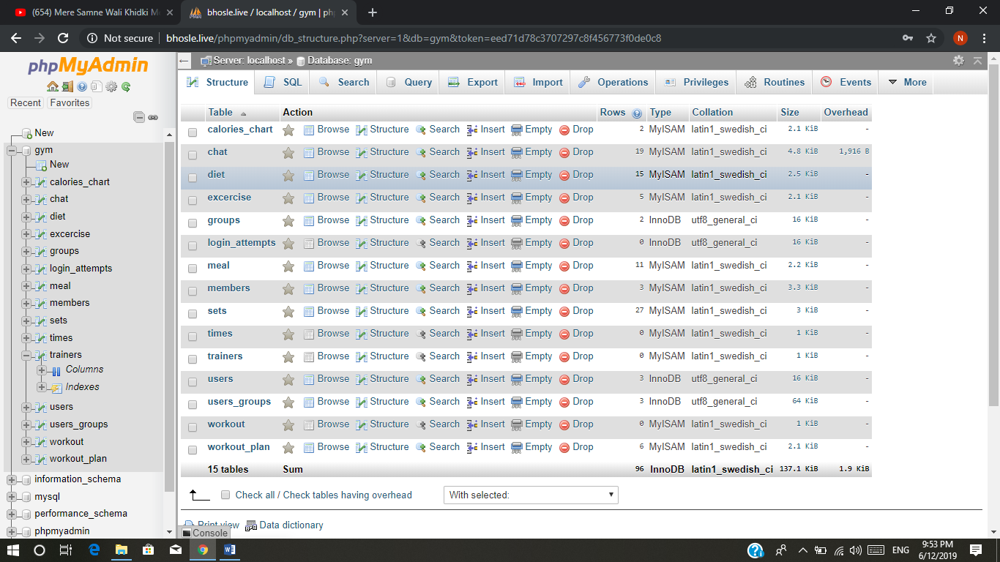 (654) Mere Samne Wali Khidki M
bhosle.live / localhost / gym | ph
Not secure | bhosle.live/phpmyadmin/db_structure.php?server=1&db=gym&token=eed71d78c3707297c8f456773f0de0c8
N
phpMyAdmin
Recent Favorites
New
gym
New
calories_chart
chat
diet
excercise
groups
login_attempts
meal
members
sets
times
trainers
Columns
Indexes
users
users_groups
workout
workout_plan
information_schema
mysql
performance_schema
phpmyadmin
Server: localhost » Database: gym
Structure SQL Search Query Export Import Operations Privileges Routines Events More
Table Action Rows Type Collation Size Overhead
calories_chart Browse Structure Search Insert Empty Drop 2 MyISAM latin1_swedish_ci 2.1 KiB -
chat Browse Structure Search Insert Empty Drop 19 MyISAM latin1_swedish_ci 4.8 KiB 1,916 B
diet Browse Structure Search Insert Empty Drop 15 MyISAM latin1_swedish_ci 2.5 KiB -
excercise Browse Structure Search Insert Empty Drop 5 MyISAM latin1_swedish_ci 2.1 KiB -
groups Browse Structure Search Insert Empty Drop 2 InnoDB utf8_general_ci 16 KiB -
login_attempts Browse Structure Search Insert Empty Drop 0 InnoDB utf8_general_ci 16 KiB -
meal Browse Structure Search Insert Empty Drop 11 MyISAM latin1_swedish_ci 2.2 KiB -
members Browse Structure Search Insert Empty Drop 3 MyISAM latin1_swedish_ci 3.3 KiB -
sets Browse Structure Search Insert Empty Drop 27 MyISAM latin1_swedish_ci 3 KiB -
times Browse Structure Search Insert Empty Drop 0 MyISAM latin1_swedish_ci 1 KiB -
trainers Browse Structure Search Insert Empty Drop 0 MyISAM latin1_swedish_ci 1 KiB -
users Browse Structure Search Insert Empty Drop 3 InnoDB utf8_general_ci 16 KiB -
users_groups Browse Structure Search Insert Empty Drop 3 InnoDB utf8_general_ci 64 KiB -
workout Browse Structure Search Insert Empty Drop 0 MyISAM latin1_swedish_ci 1 KiB -
workout_plan Browse Structure Search Insert Empty Drop 6 MyISAM latin1_swedish_ci 2.1 KiB -
15 tables Sum 96 InnoDB latin1_swedish_ci 137.1 KiB 1.9 KiB
Check all / Check tables having overhead With selected:
Print view Data dictionary
Console
ENG
9:53 PM
6/12/2019